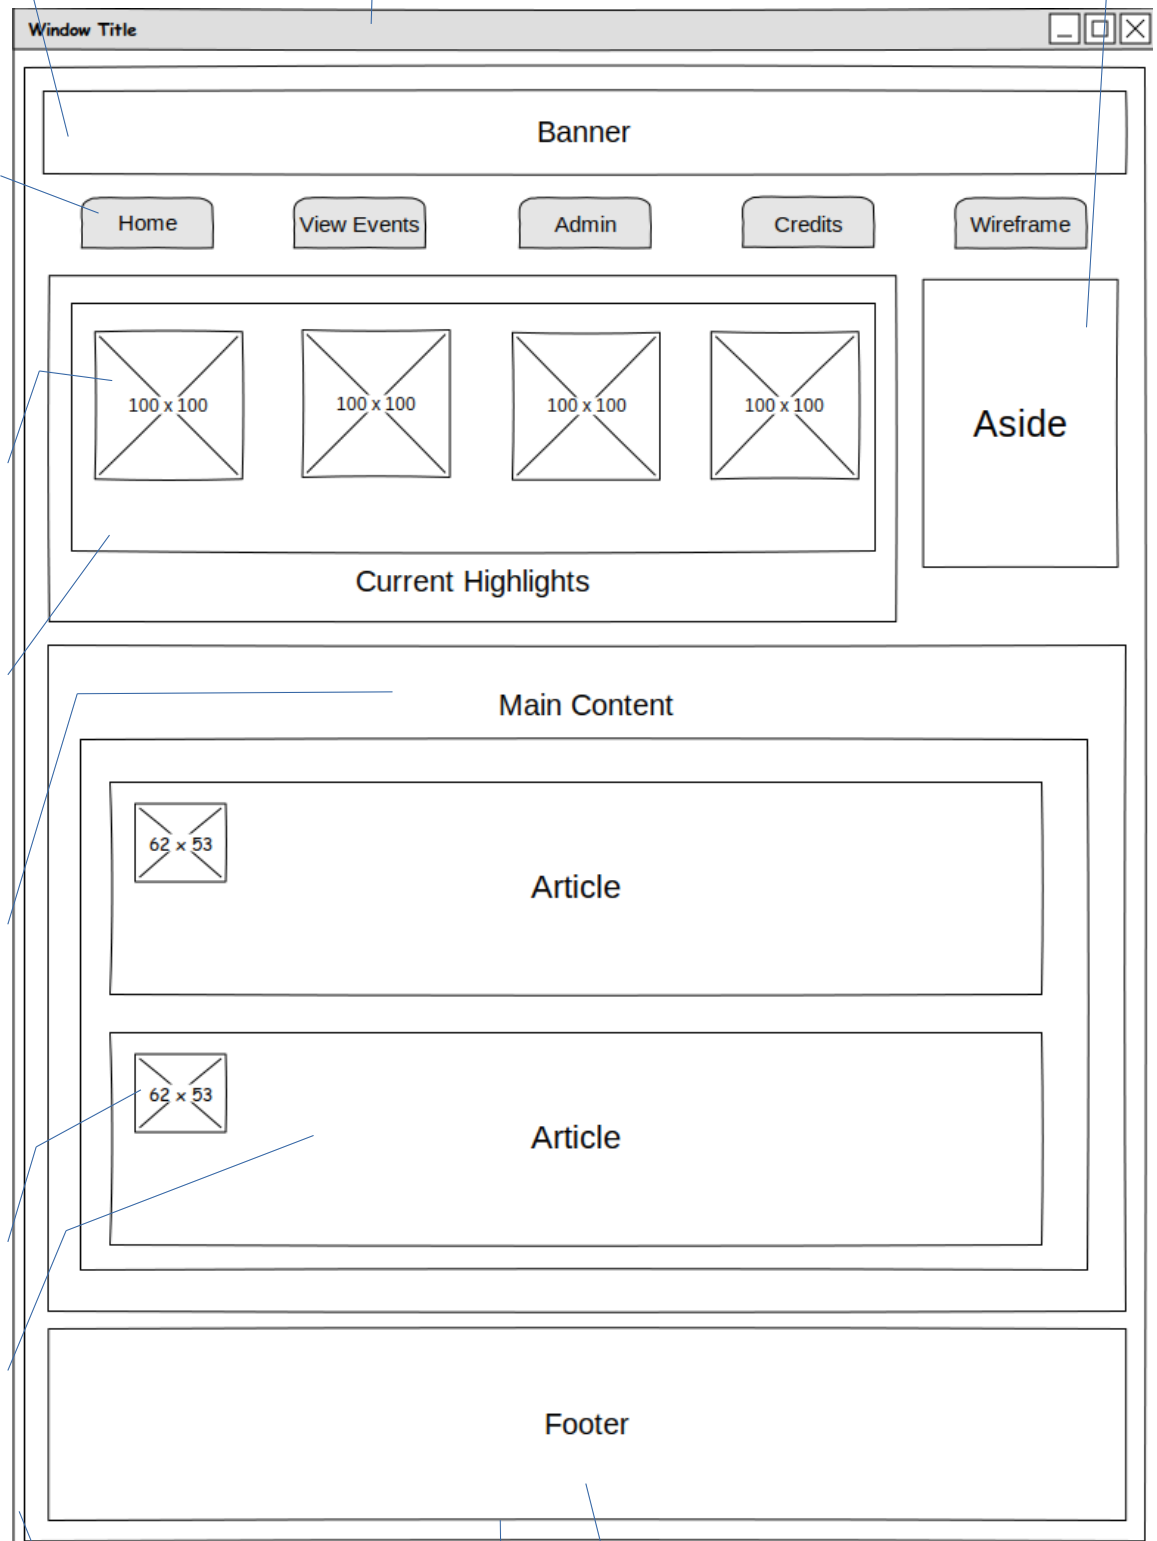 Window Title
Banner
Home
View Events
Admin
Credits
Wireframe
100 x 100
100 x 100
100 x 100
100 x 100
Aside
Current Highlights
Main Content
62 x 53
Article
62 x 53
Article
Footer